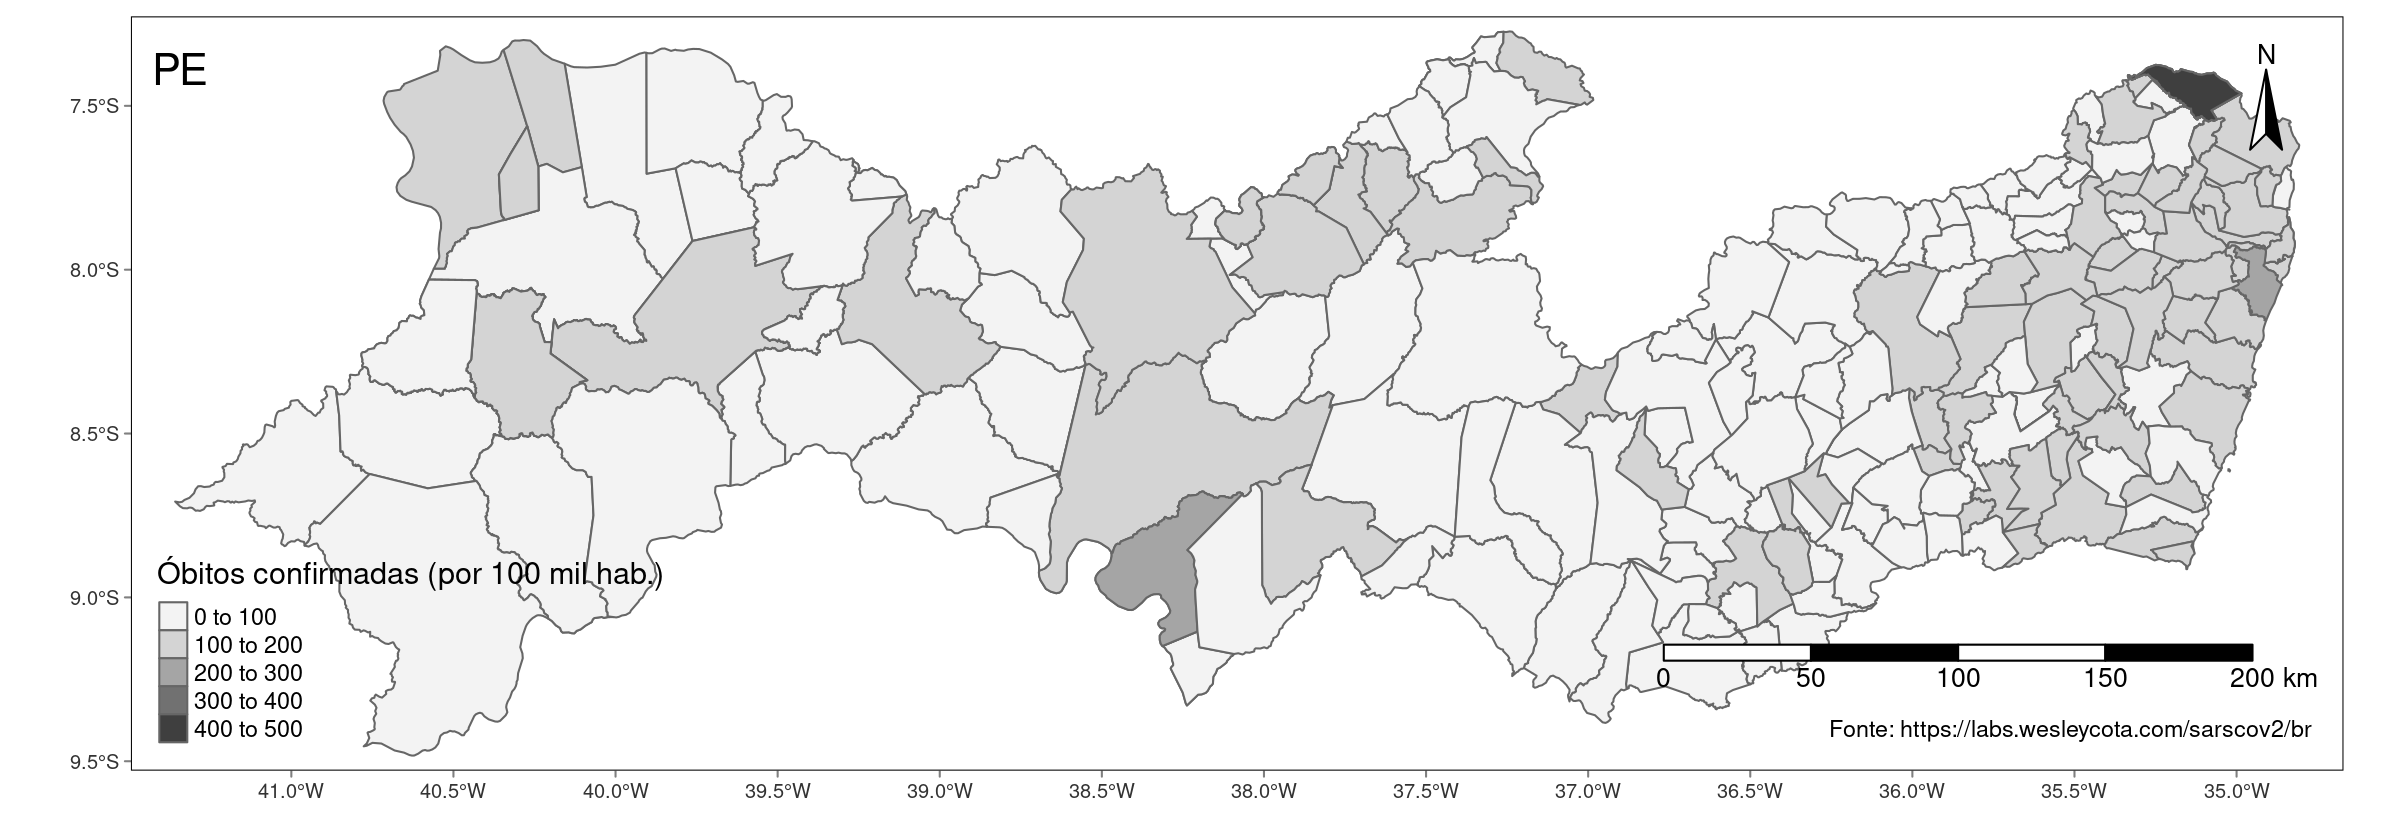 PE
N
7.5°S
8.0°S
8.5°S
9.0°S
9.5°S
Óbitos confirmadas (por 100 mil hab.)
0 to 100
100 to 200
200 to 300
300 to 400
400 to 500
0 50 100 150 200 km
Fonte: https://labs.wesleycota.com/sarscov2/br
41.0°W 40.5°W 40.0°W 39.5°W 39.0°W 38.5°W 38.0°W 37.5°W 37.0°W 36.5°W 36.0°W 35.5°W 35.0°W